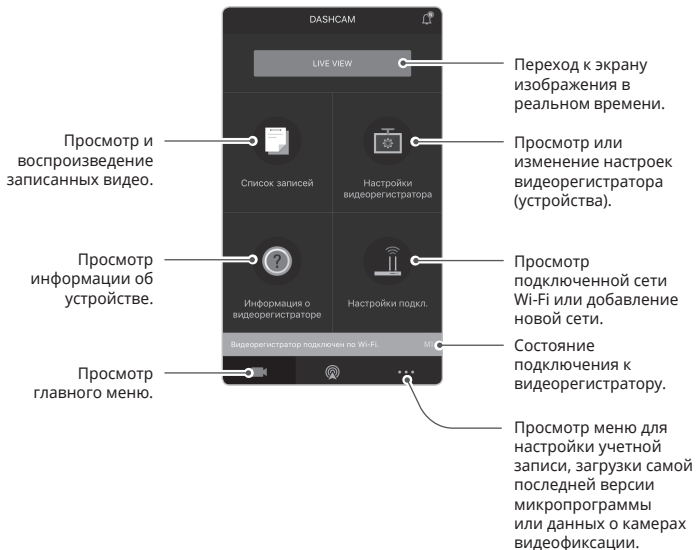 DASHCAM
LIVE VIEW
Переход к экрану
изображения в
реальном времени.
Просмотр и
воспроизведение
записанных видео.
Список записей
Настройки
видеорегистратора
Просмотр или
изменение настроек
видеорегистратора
(устройства).
Просмотр
информации об
устройстве.
?
Информация о
видеорегистраторе
Настройки подкл.
Просмотр
подключенной сети
Wi-Fi или добавление
новой сети.
Видеорегистратор подключен по Wi-Fi.
Состояние
подключения к
видеорегистратору.
Просмотр
главного меню.
Просмотр меню для
настройки учетной
записи, загрузки самой
последней версии
микропрограммы
или данных о камерах
видеофиксации.